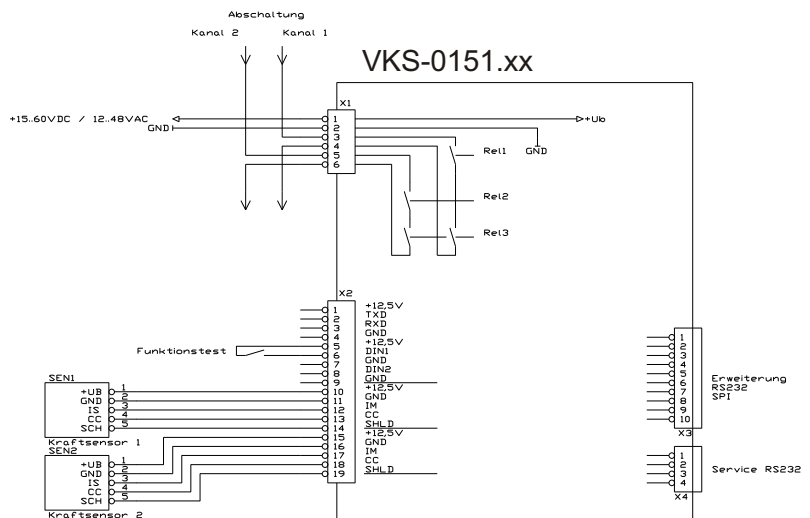 Abschaltung
Kanal 2 Kanal 1
VKS-0151.xx
X1
+15..60VDC / 12..48VAC
GND
1
2
3
4
5
6
+Ub
GND
Rel1
Rel2
Rel3
X2
1 +12,5V
2 TXD
3 RXD
4 GND
5 +12,5V
6 DIN1
7 GND
8 DIN2
9 GND
10 +12,5V
11 GND
12 IM
13 CC
14 SHLD
15 +12,5V
16 GND
17 IM
18 CC
19 SHLD
Funktionstest
SEN1
+UB 1
GND 2
IS 3
CC 4
SCH 5
Kraftsensor 1
SEN2
+UB 1
GND 2
IS 3
CC 4
SCH 5
Kraftsensor 2
1
2
3
4
5
6
7
8
9
10
X3
Erweiterung
RS232
SPI
1
2
3
4
X4
Service RS232